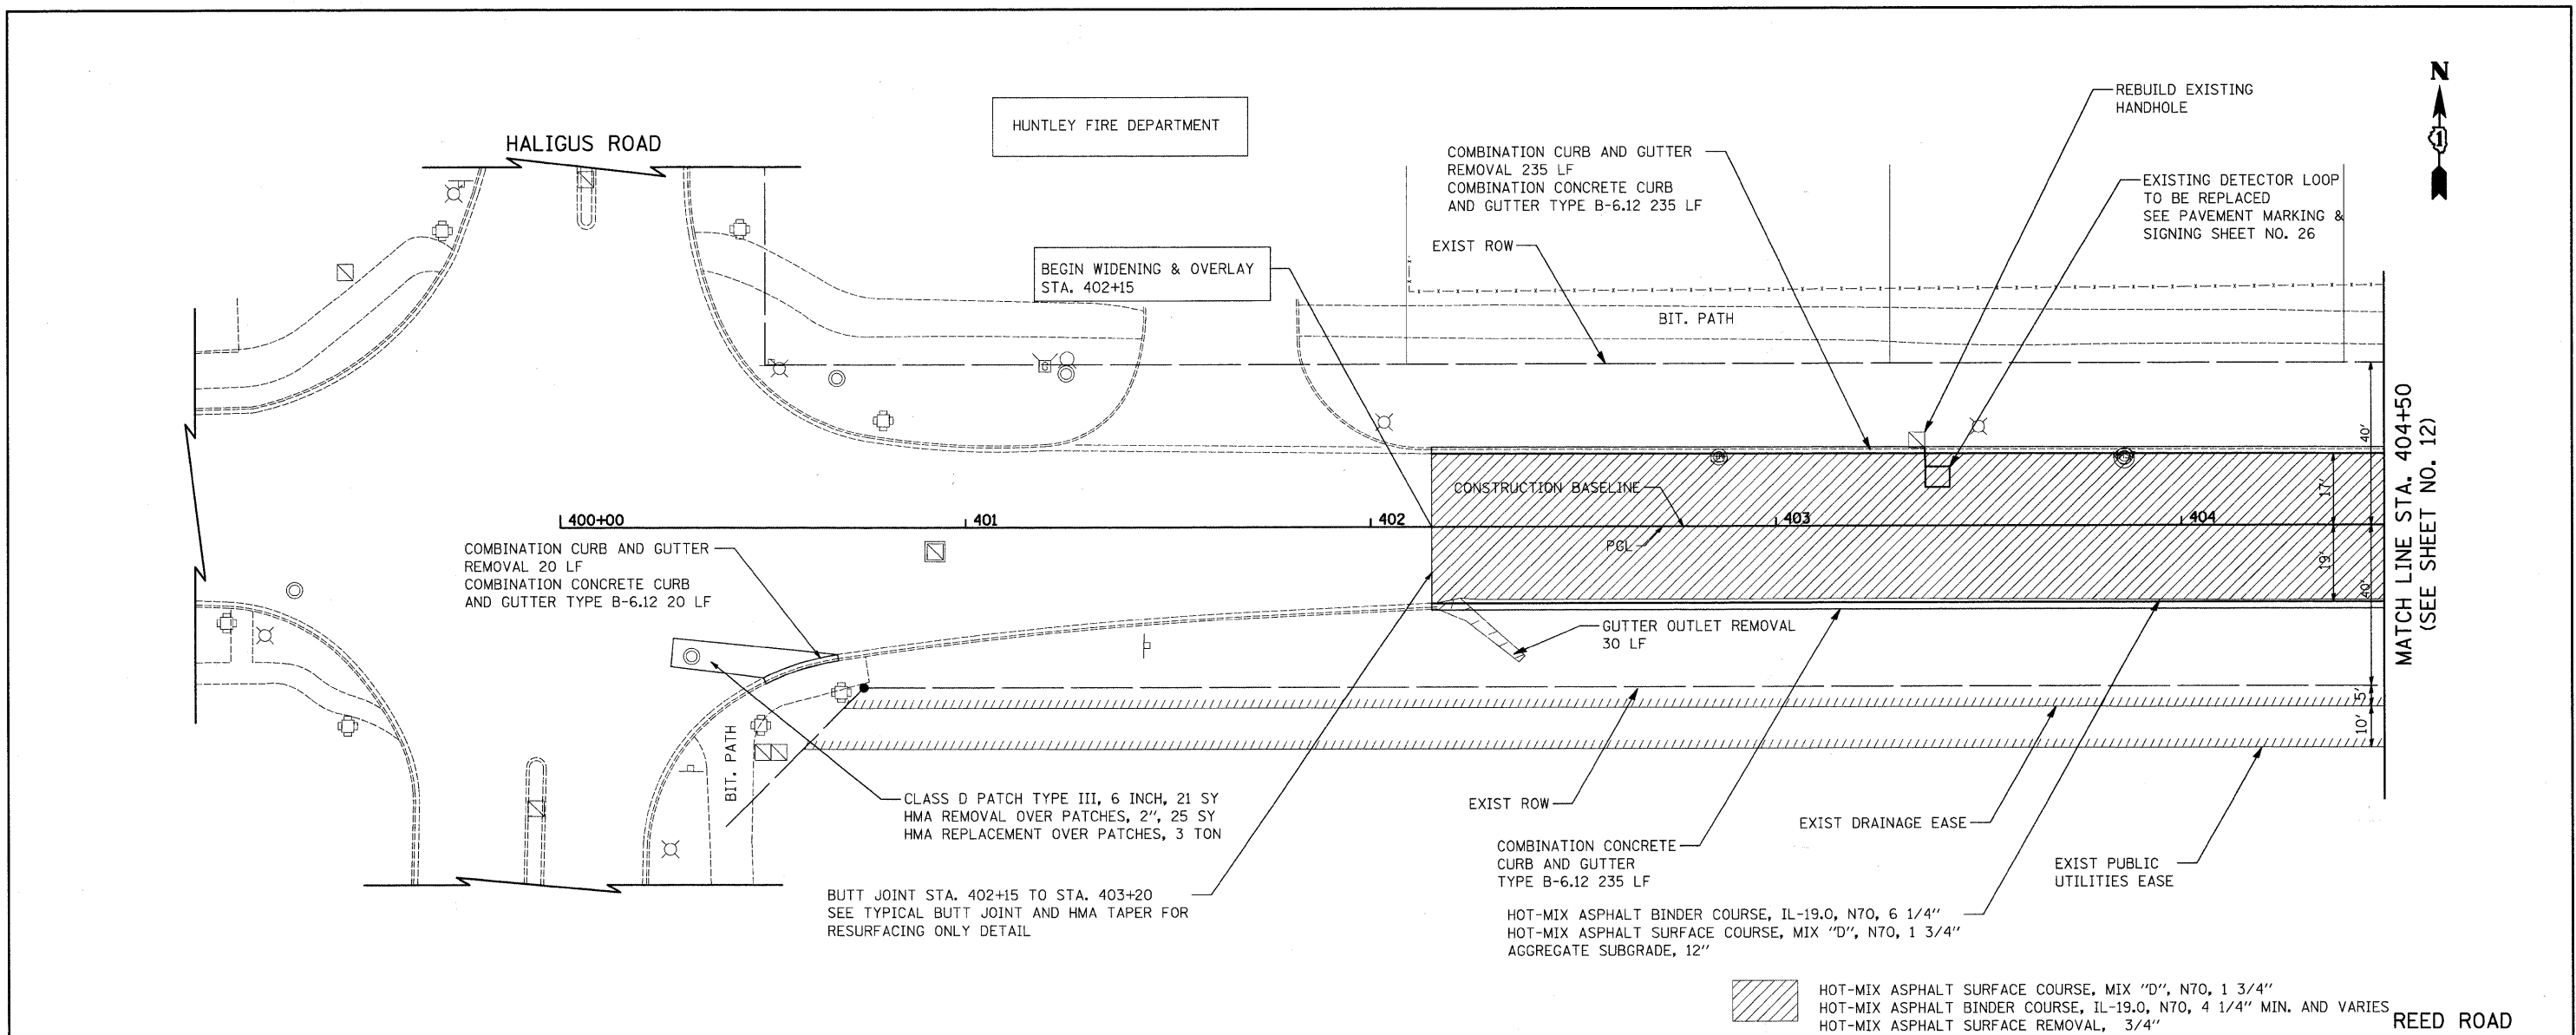 HALIGUS ROAD
HUNTLEY FIRE DEPARTMENT
N
1
REBUILD EXISTING
HANDHOLE
COMBINATION CURB AND GUTTER
REMOVAL 235 LF
COMBINATION CONCRETE CURB
AND GUTTER TYPE B-6.12 235 LF
EXISTING DETECTOR LOOP
TO BE REPLACED
SEE PAVEMENT MARKING &
SIGNING SHEET NO. 26
EXIST ROW
BEGIN WIDENING & OVERLAY
STA. 402+15
BIT. PATH
40'
MATCH LINE STA. 404+50
(SEE SHEET NO. 12)
CONSTRUCTION BASELINE
17'
400+00
401
402
403
404
PGL
19'
40'
COMBINATION CURB AND GUTTER
REMOVAL 20 LF
COMBINATION CONCRETE CURB
AND GUTTER TYPE B-6.12 20 LF
GUTTER OUTLET REMOVAL
30 LF
5'
10'
BIT. PATH
CLASS D PATCH TYPE III, 6 INCH, 21 SY
HMA REMOVAL OVER PATCHES, 2", 25 SY
HMA REPLACEMENT OVER PATCHES, 3 TON
EXIST ROW
EXIST DRAINAGE EASE
COMBINATION CONCRETE
CURB AND GUTTER
TYPE B-6.12 235 LF
EXIST PUBLIC
UTILITIES EASE
BUTT JOINT STA. 402+15 TO STA. 403+20
SEE TYPICAL BUTT JOINT AND HMA TAPER FOR
RESURFACING ONLY DETAIL
HOT-MIX ASPHALT BINDER COURSE, IL-19.0, N70, 6 1/4"
HOT-MIX ASPHALT SURFACE COURSE, MIX "D", N70, 1 3/4"
AGGREGATE SUBGRADE, 12"
HOT-MIX ASPHALT SURFACE COURSE, MIX "D", N70, 1 3/4"
HOT-MIX ASPHALT BINDER COURSE, IL-19.0, N70, 4 1/4" MIN. AND VARIES
HOT-MIX ASPHALT SURFACE REMOVAL, 3/4"
REED ROAD